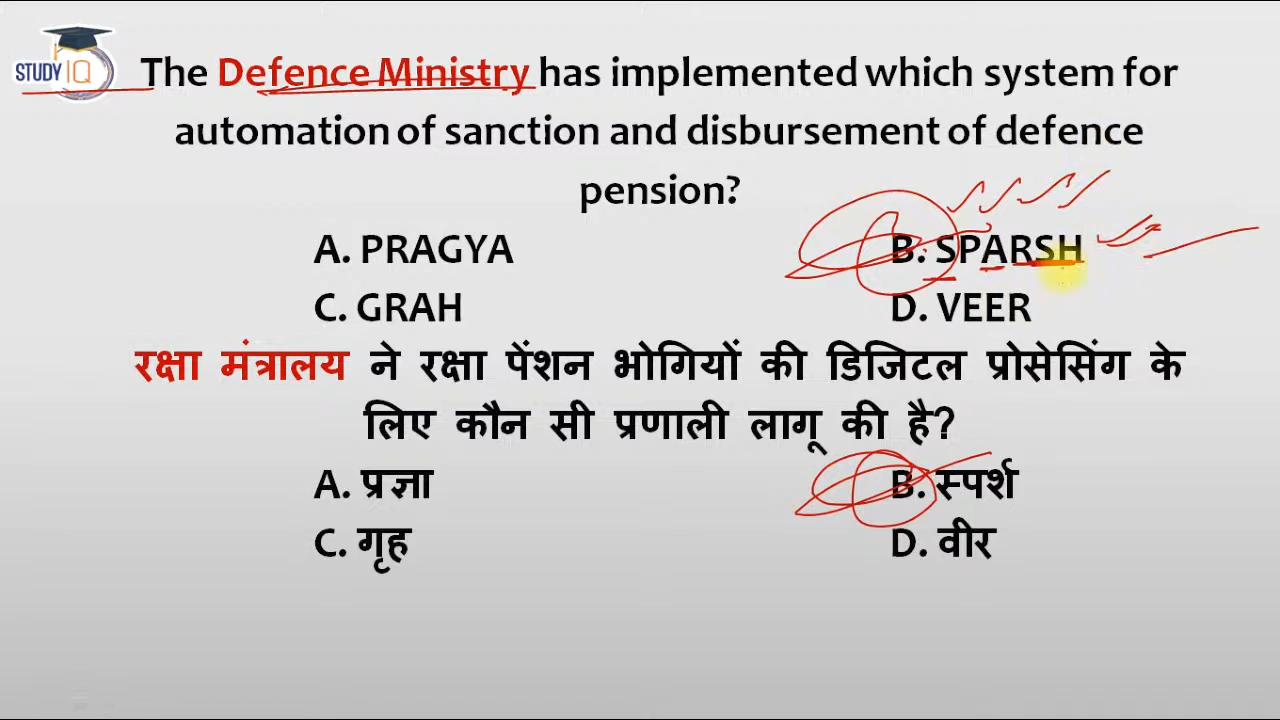 STUDY IQ
The Defence Ministry has implemented which system for
automation of sanction and disbursement of defence
pension?
A. PRAGYA B. SPARSH
C. GRAH D. VEER
रक्षा मंत्रालय ने रक्षा पेंशन भोगियों की डिजिटल प्रोसेसिंग के
लिए कौन सी प्रणाली लागू की है?
A. प्रज्ञा B. स्पर्श
C. गृह D. वीर